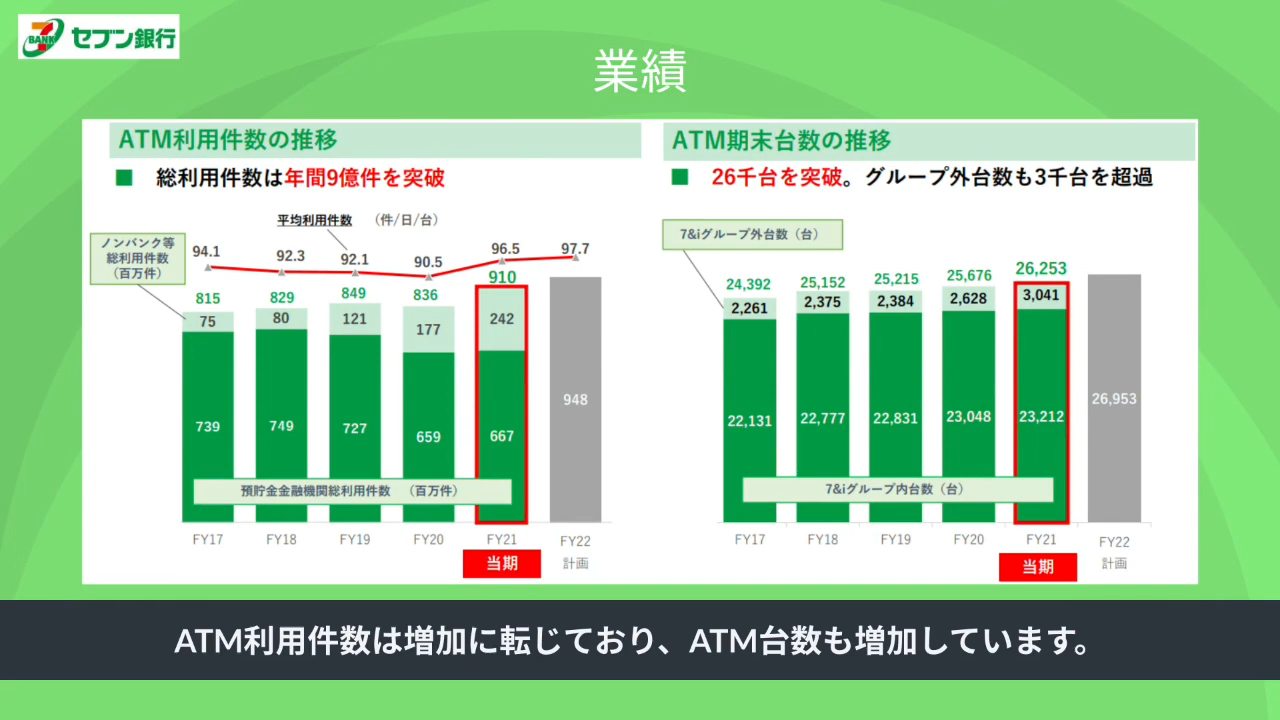 7
BANK
セブン銀行
業績
ATM利用件数の推移
■ 総利用件数は年間9億件を突破
平均利用件数 (件/日/台)
ノンバンク等
総利用件数
(百万件)
94.1 92.3 92.1 90.5 96.5 97.7
815 829 849 836 910
75 80 121 177 242
739 749 727 659 667 948
預貯金金融機関総利用件数 (百万件)
FY17 FY18 FY19 FY20 FY21 FY22
当期 計画
ATM期末台数の推移
■ 26千台を突破。グループ外台数も3千台を超過
7&iグループ外台数(台)
24,392 25,152 25,215 25,676 26,253
2,261 2,375 2,384 2,628 3,041
22,131 22,777 22,831 23,048 23,212 26,953
7&iグループ内台数(台)
FY17 FY18 FY19 FY20 FY21 FY22
当期 計画
ATM利用件数は増加に転じており、ATM台数も増加しています。